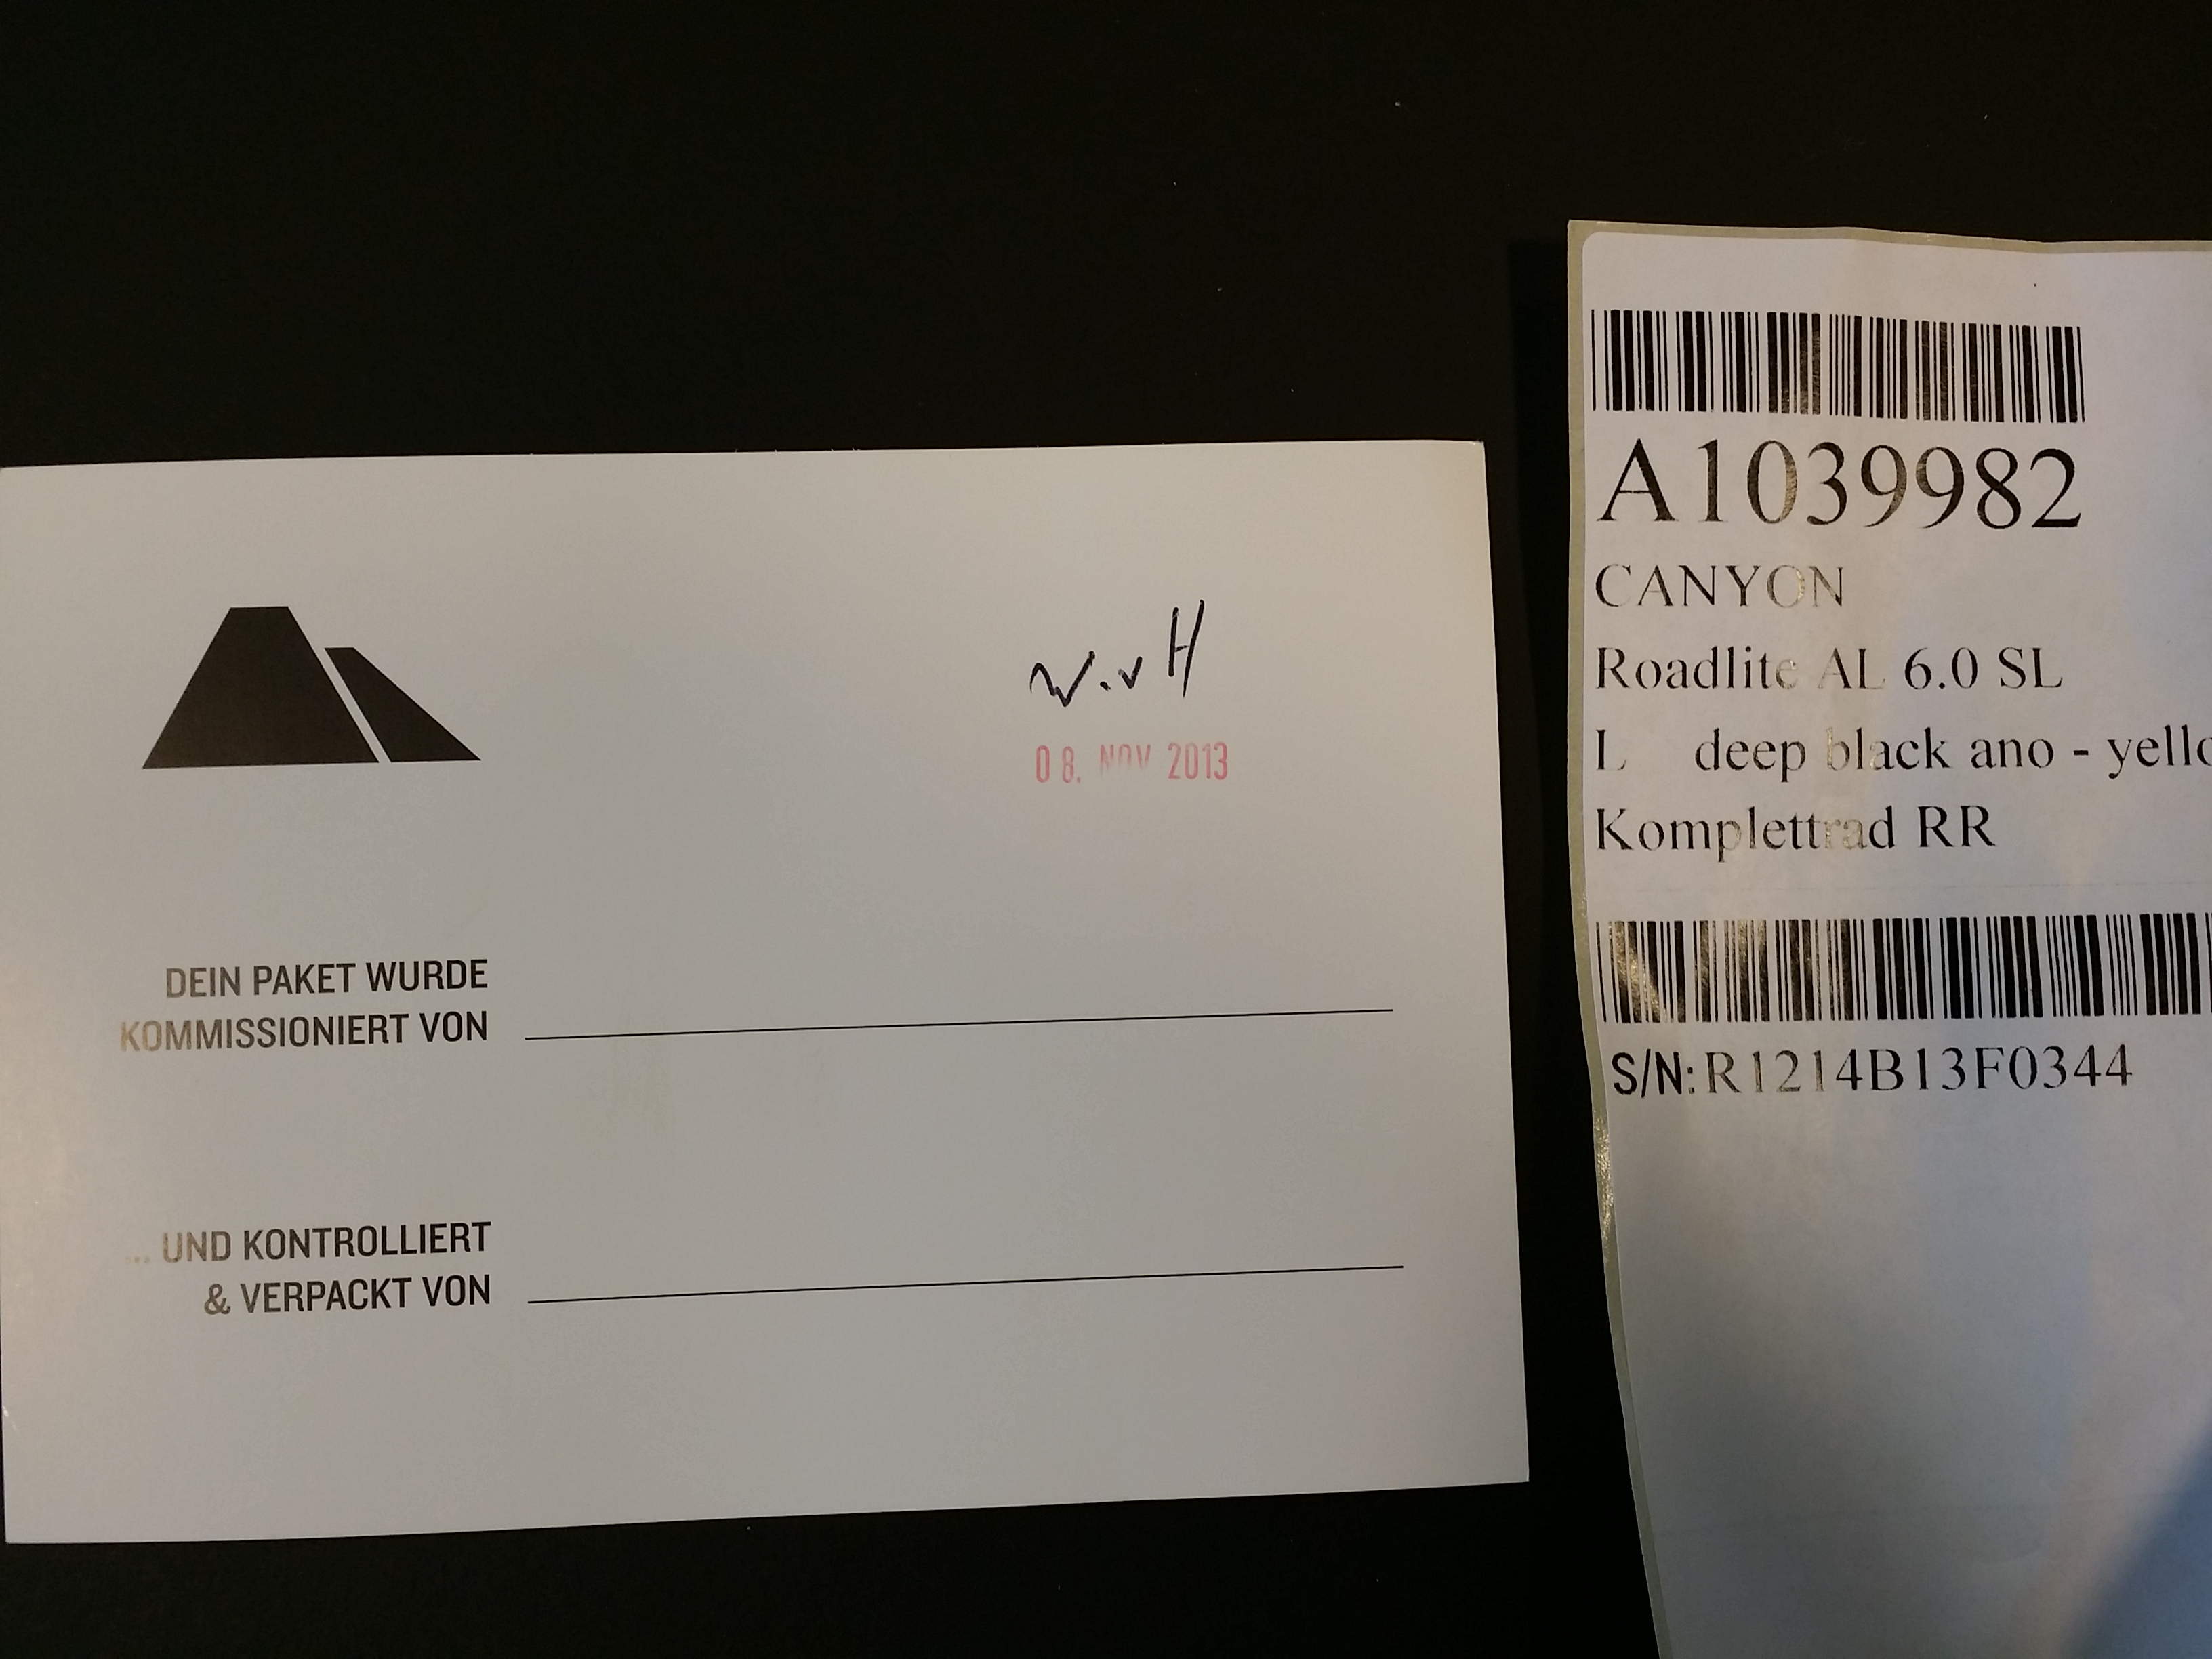 W.v H
08. NOV 2013
DEIN PAKET WURDE
KOMMISSIONIERT VON
... UND KONTROLLIERT
& VERPACKT VON
A1039982
CANYON
Roadlite AL 6.0 SL
L deep black ano - yello
Komplettrad RR
S/N: R1214B13F0344